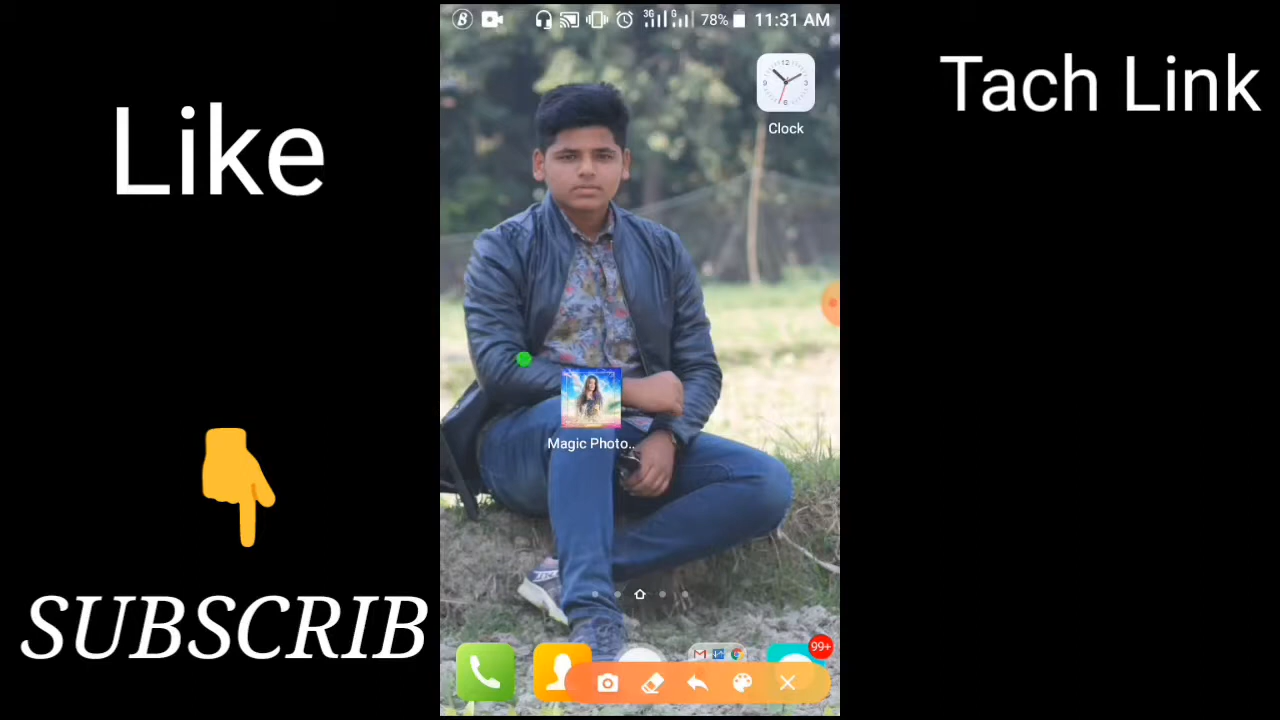 78% 11:31 AM
Like
Tach Link
Clock
Magic Photo..
SUBSCRIB
99+